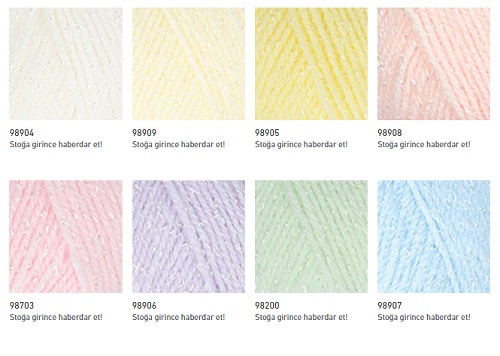 98904
Stoğa girince haberdar et!
98909
Stoğa girince haberdar et!
98905
Stoğa girince haberdar et!
98908
Stoğa girince haberdar et!
98703
Stoğa girince haberdar et!
98906
Stoğa girince haberdar et!
98200
Stoğa girince haberdar et!
98907
Stoğa girince haberdar et!